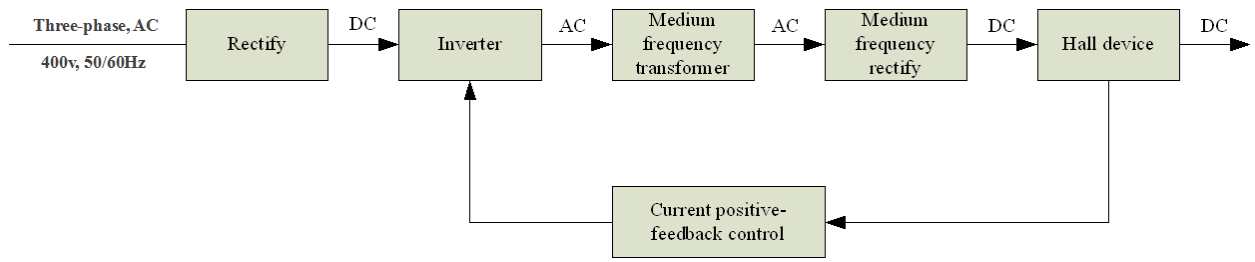 Three-phase, AC
400v, 50/60Hz
Rectify
DC
Inverter
AC
Medium
frequency
transformer
AC
Medium
frequency
rectify
DC
Hall device
DC
Current positive-
feedback control